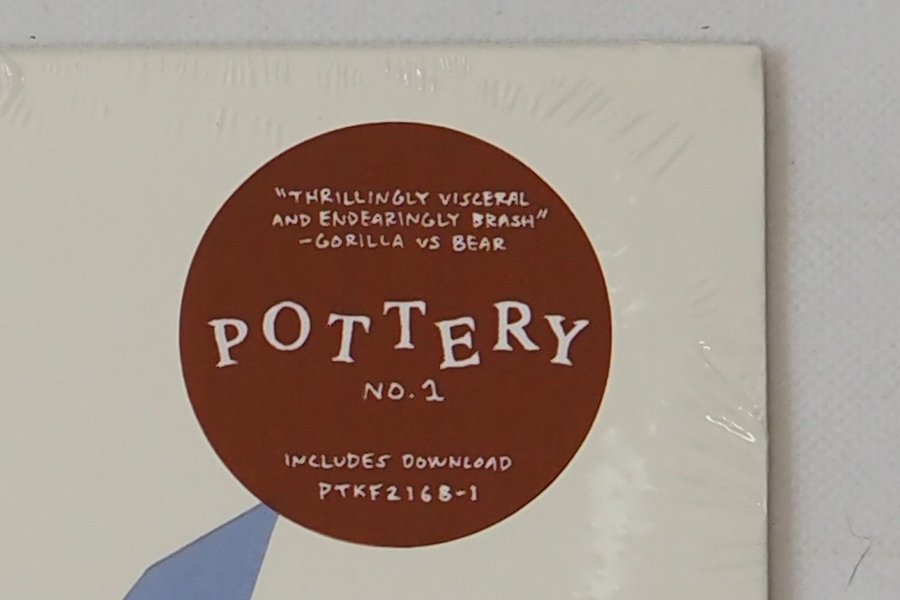 "THRILLINGLY VISCERAL
AND ENDEARINGLY BRASH"
-GORILLA VS BEAR
POTTERY
NO.1
INCLUDES DOWNLOAD
PTKF2168-1